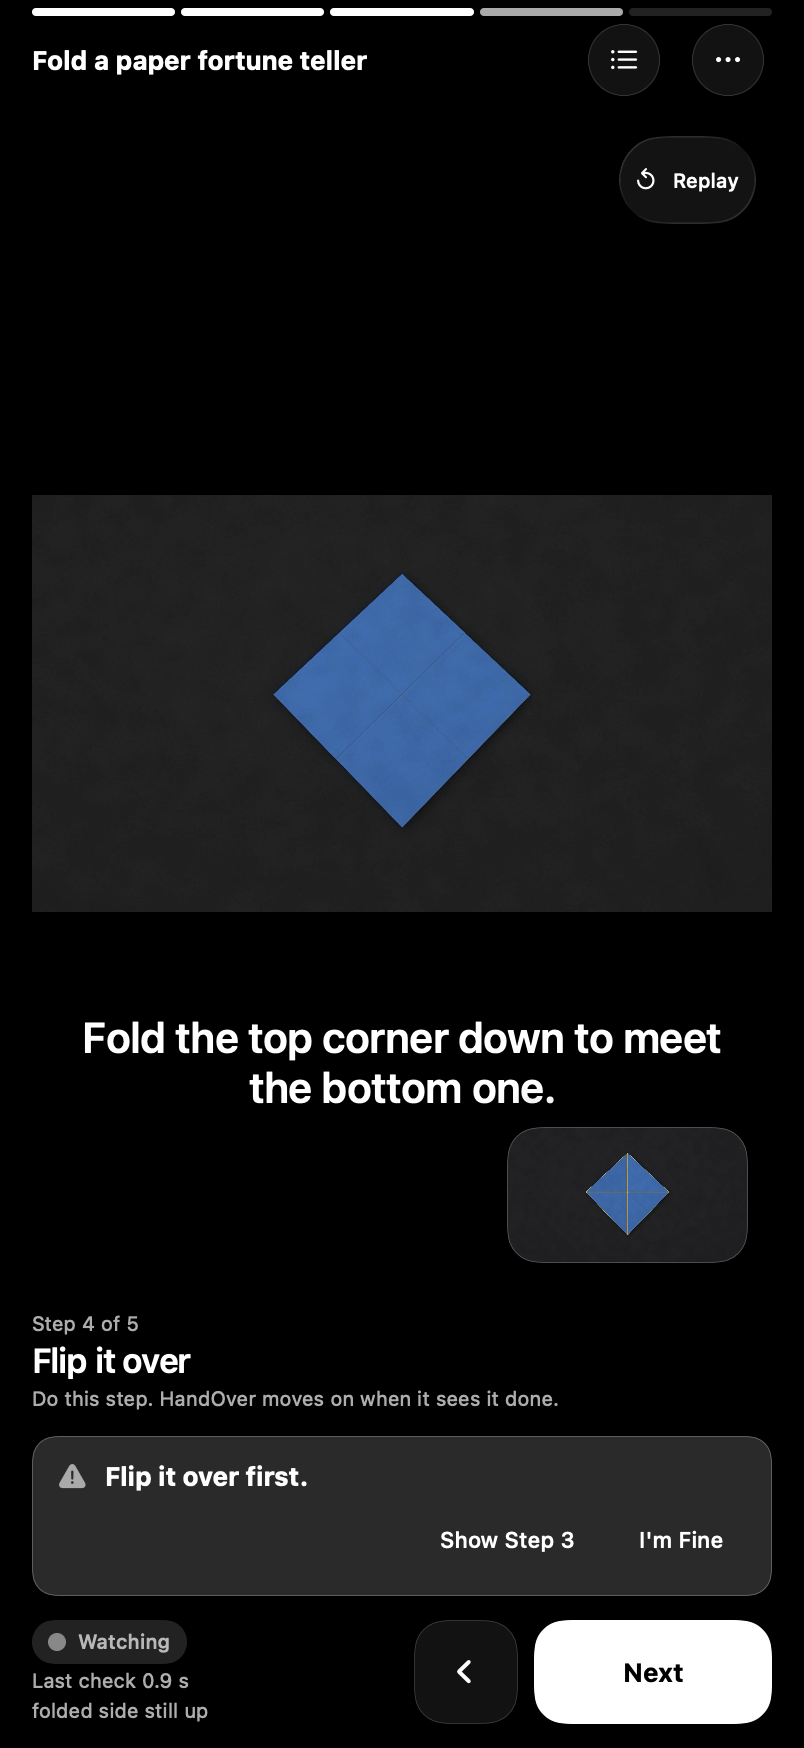 Fold a paper fortune teller
Replay
Fold the top corner down to meet
the bottom one.
Step 4 of 5
Flip it over
Do this step. HandOver moves on when it sees it done.
Flip it over first.
Show Step 3
I'm Fine
Watching
Last check 0.9 s
folded side still up
Next